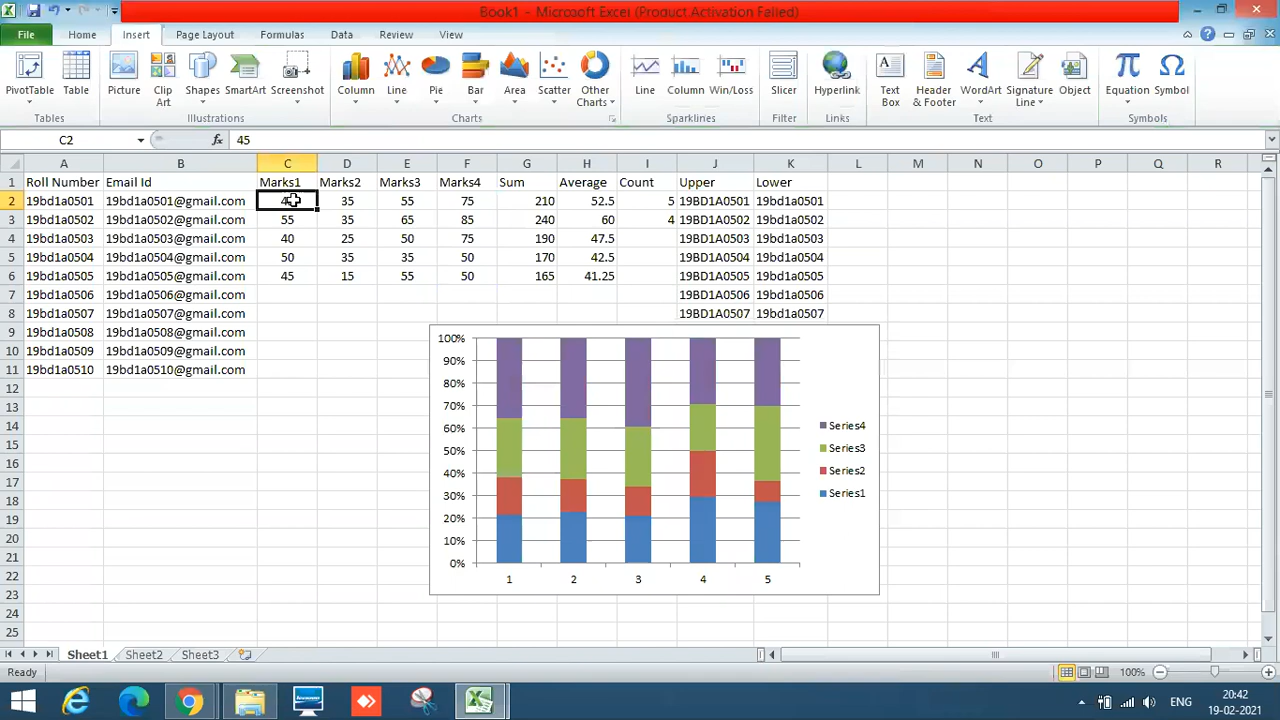 Book1 - Microsoft Excel (Product Activation Failed)
File Home Insert Page Layout Formulas Data Review View
PivotTable Table Picture Clip Art Shapes SmartArt Screenshot Column Line Pie Bar Area Scatter Other Charts Line Column Win/Loss Slicer Hyperlink Text Box Header & Footer WordArt Signature Line Object Equation Symbol
Tables Illustrations Charts Sparklines Filter Links Text Symbols
C2 fx 45
A B C D E F G H I J K L M N O P Q R
1 Roll Number Email Id Marks1 Marks2 Marks3 Marks4 Sum Average Count Upper Lower
2 19bd1a0501 19bd1a0501@gmail.com 35 55 75 210 52.5 5 19BD1A0501 19bd1a0501
3 19bd1a0502 19bd1a0502@gmail.com 55 35 65 85 240 60 4 19BD1A0502 19bd1a0502
4 19bd1a0503 19bd1a0503@gmail.com 40 25 50 75 190 47.5 19BD1A0503 19bd1a0503
5 19bd1a0504 19bd1a0504@gmail.com 50 35 35 50 170 42.5 19BD1A0504 19bd1a0504
6 19bd1a0505 19bd1a0505@gmail.com 45 15 55 50 165 41.25 19BD1A0505 19bd1a0505
7 19bd1a0506 19bd1a0506@gmail.com 19BD1A0506 19bd1a0506
8 19bd1a0507 19bd1a0507@gmail.com 19BD1A0507 19bd1a0507
9 19bd1a0508 19bd1a0508@gmail.com
10 19bd1a0509 19bd1a0509@gmail.com
11 19bd1a0510 19bd1a0510@gmail.com
12
13
14
15
16
17
18
19
20
21
22
23
24
25
100%
90%
80%
70%
60%
50%
40%
30%
20%
10%
0%
1 2 3 4 5
Series4
Series3
Series2
Series1
Sheet1 Sheet2 Sheet3
Ready 100%
ENG 20:42
19-02-2021